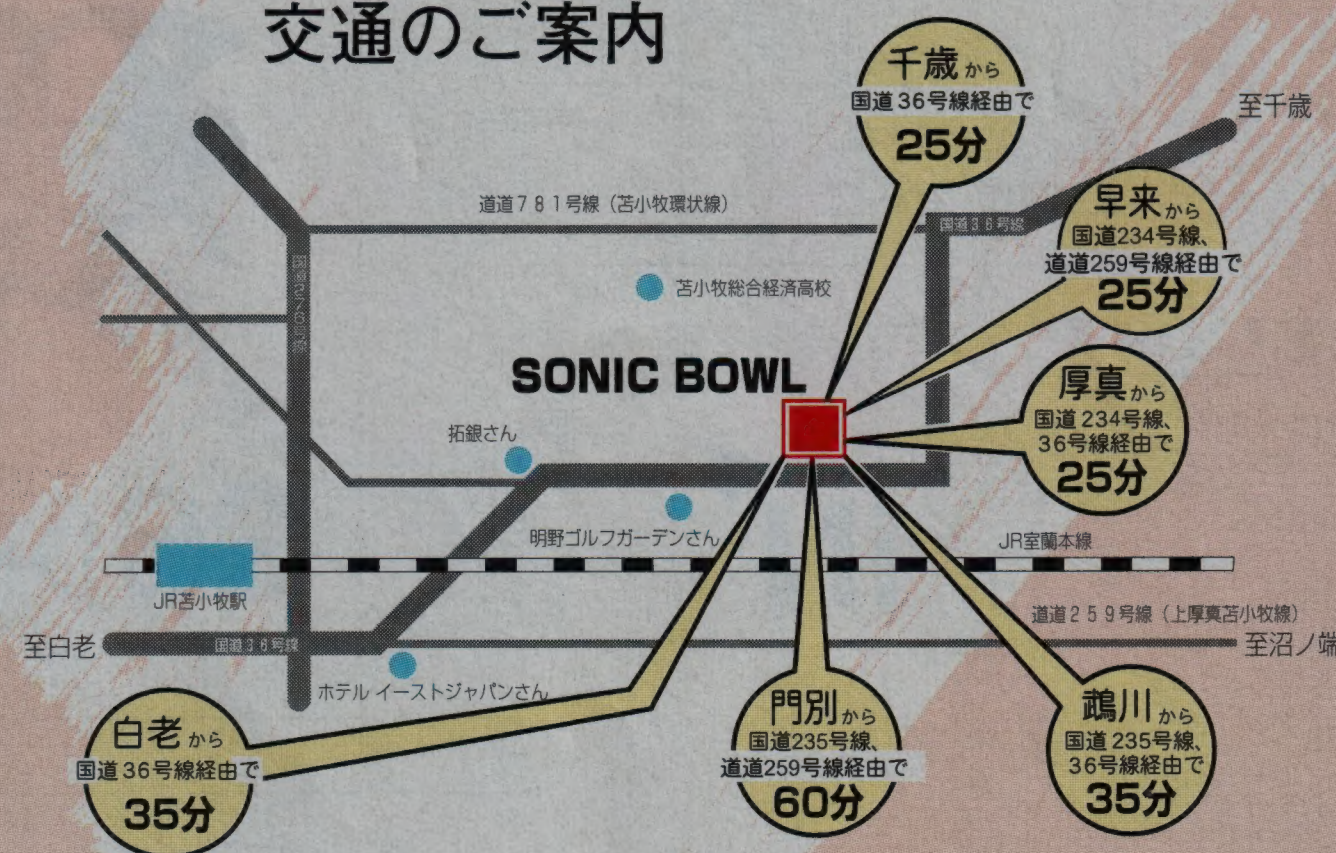 交通のご案内
千歳から
国道36号線経由で
25分
至千歳
早来から
国道234号線、
道道259号線経由で
25分
道道781号線（苫小牧環状線）
国道36号線
国道276号線
苫小牧総合経済高校
SONIC BOWL
厚真から
国道234号線、
36号線経由で
25分
拓銀さん
明野ゴルフガーデンさん
JR室蘭本線
JR苫小牧駅
道道259号線（上厚真苫小牧線）
至白老
国道36号線
至沼ノ端
ホテル イーストジャパンさん
白老から
国道36号線経由で
35分
門別から
国道235号線、
道道259号線経由で
60分
鵡川から
国道235号線、
36号線経由で
35分